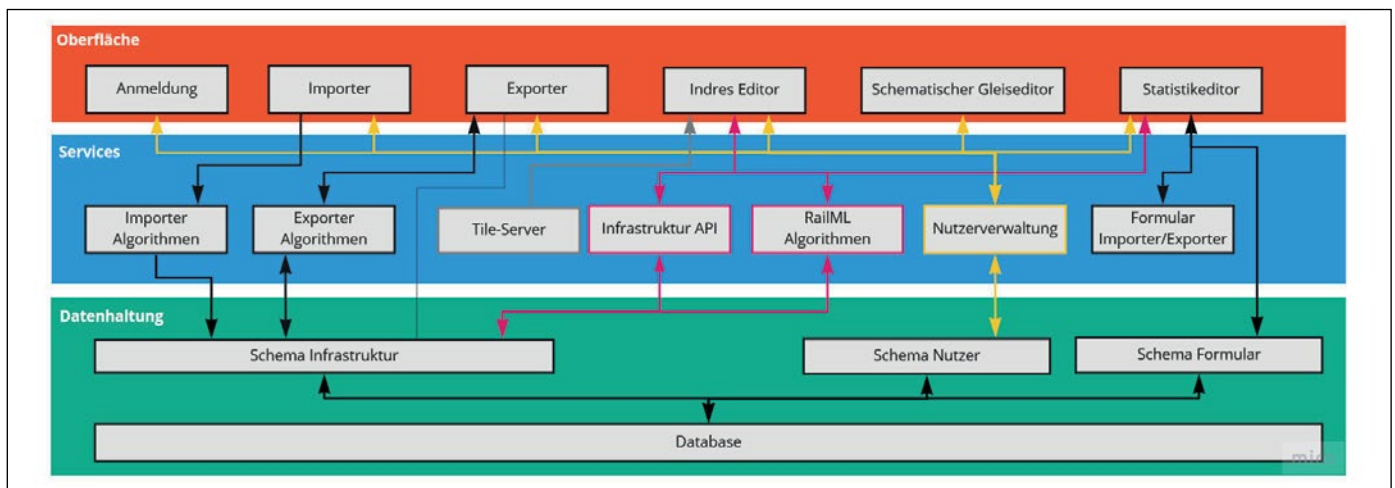 Oberfläche
Anmeldung
Importer
Exporter
Indres Editor
Schematischer Gleiseditor
Statistikeditor
Services
Importer
Algorithmen
Exporter
Algorithmen
Tile-Server
Infrastruktur API
RailML
Algorithmen
Nutzerverwaltung
Formular
Importer/Exporter
Datenhaltung
Schema Infrastruktur
Schema Nutzer
Schema Formular
Database